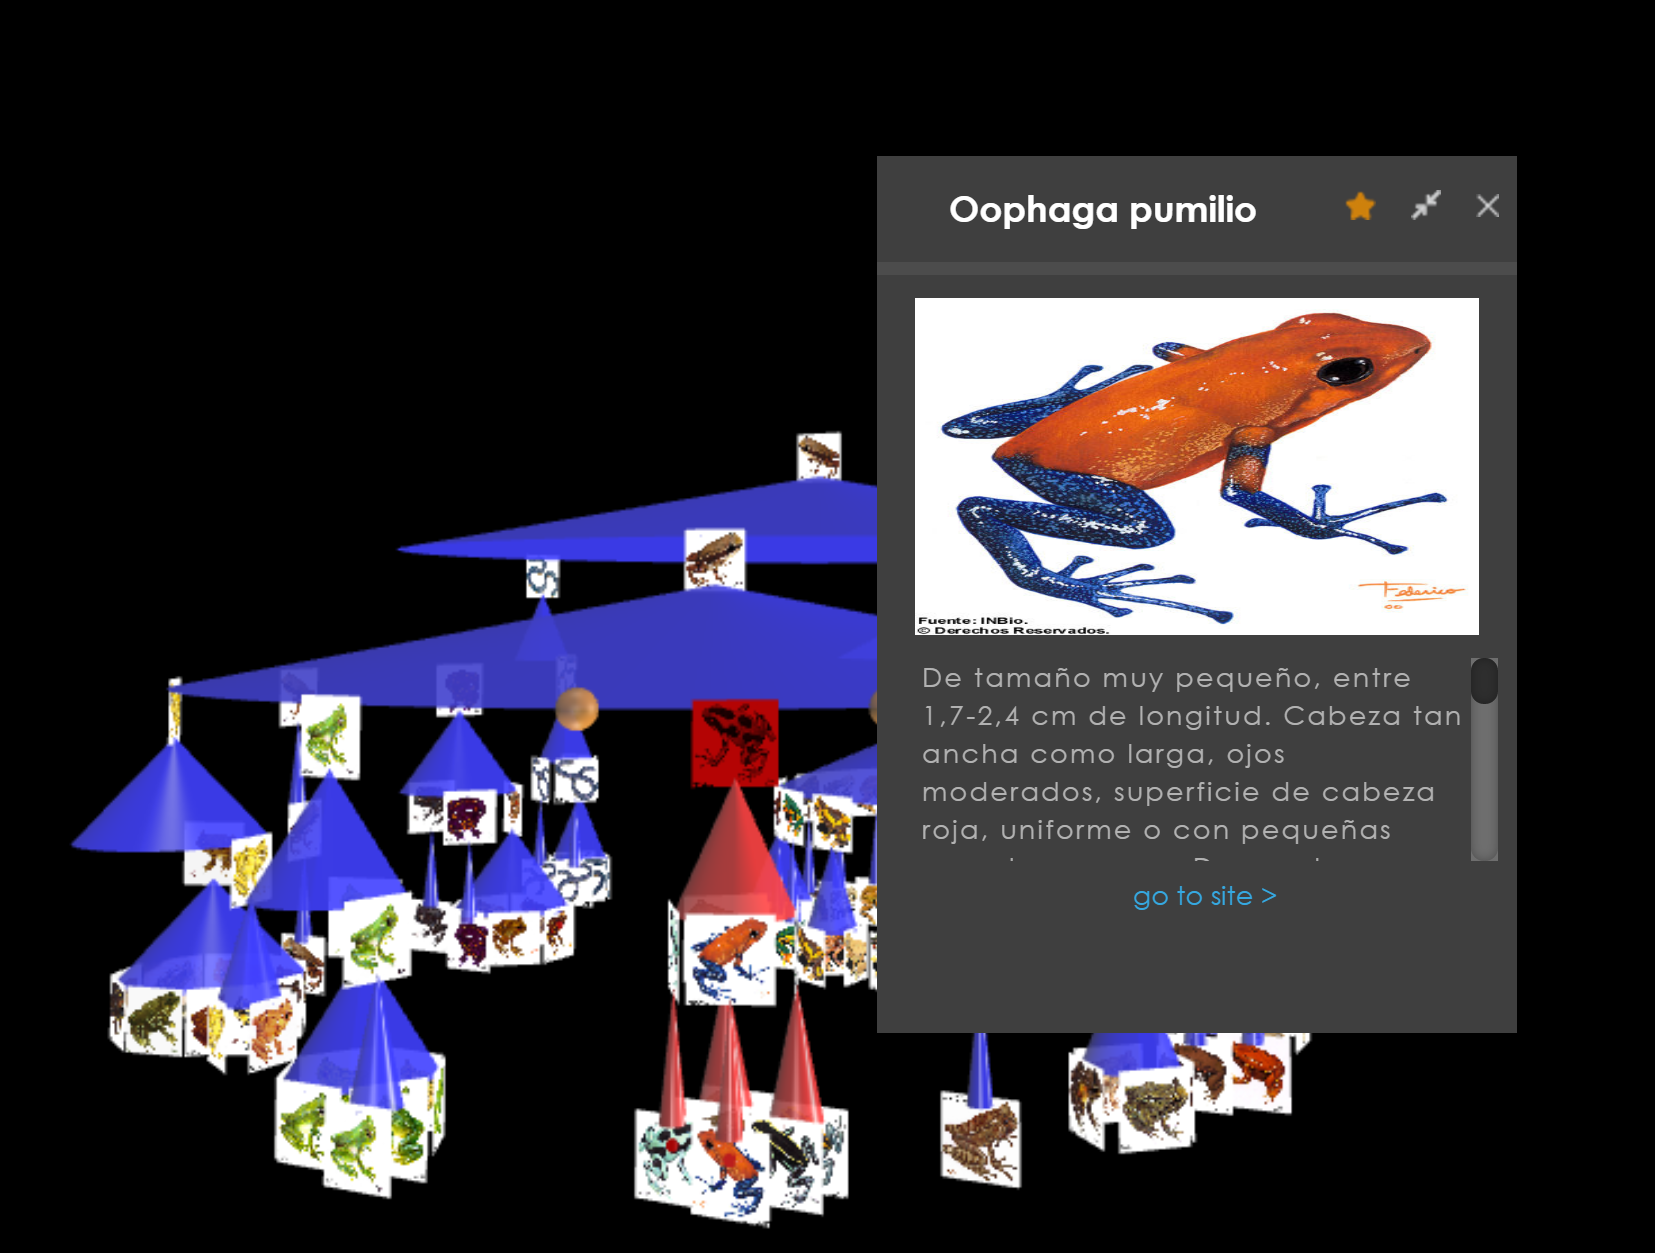 Oophaga pumilio
Federico
Fuente: INBio.
© Derechos Reservados.
De tamaño muy pequeño, entre
1,7-2,4 cm de longitud. Cabeza tan
ancha como larga, ojos
moderados, superficie de cabeza
roja, uniforme o con pequeñas
go to site >